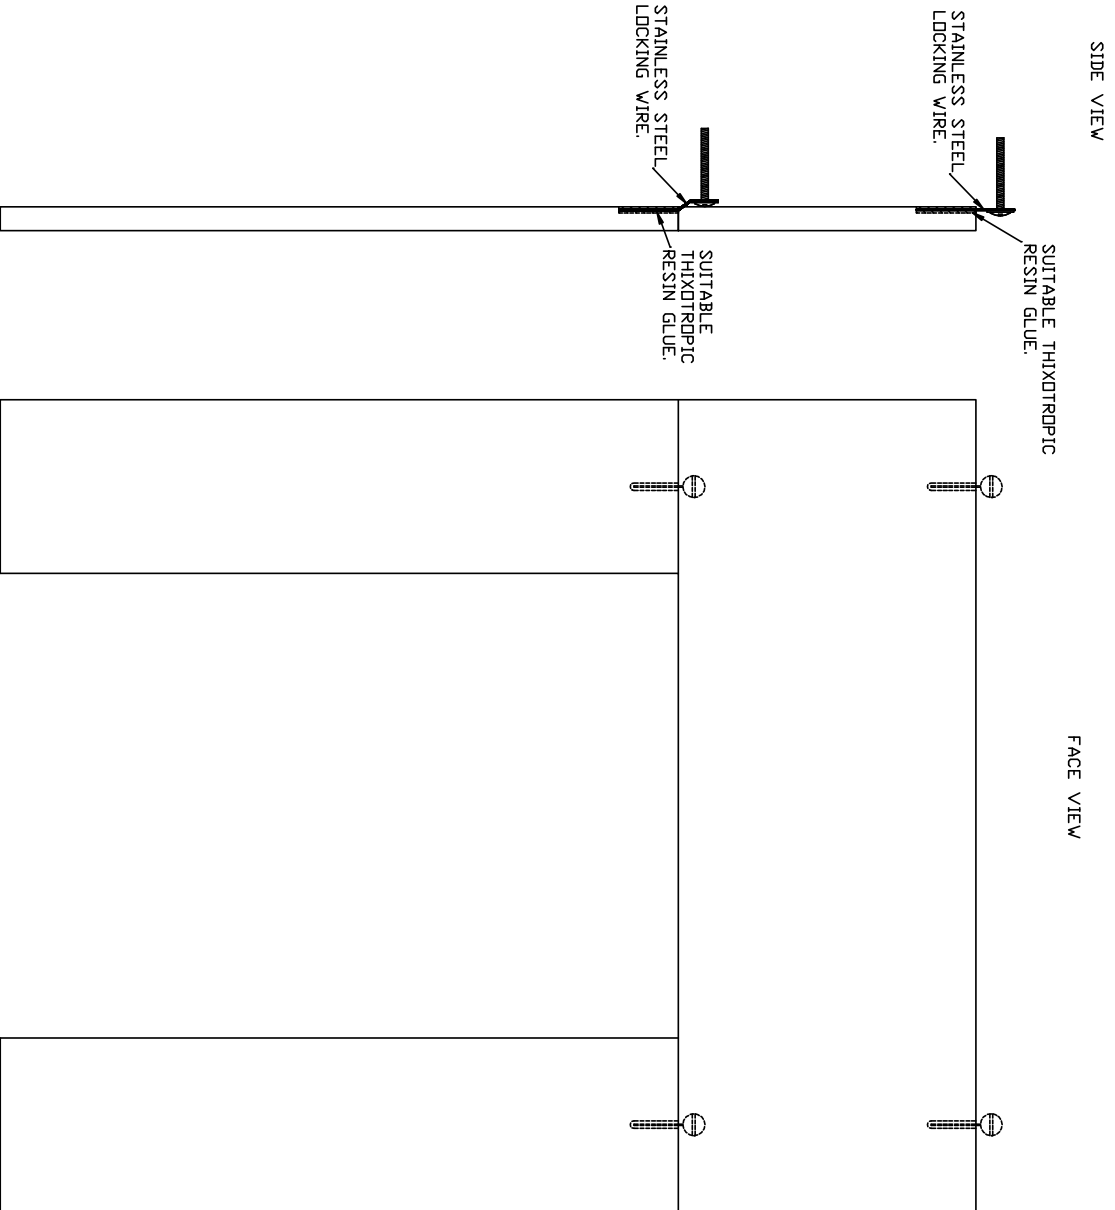 SIDE VIEW
STAINLESS STEEL
LOCKING WIRE.
SUITABLE THIXOTROPIC
RESIN GLUE.
STAINLESS STEEL
LOCKING WIRE.
SUITABLE
THIXOTROPIC
RESIN GLUE.
FACE VIEW